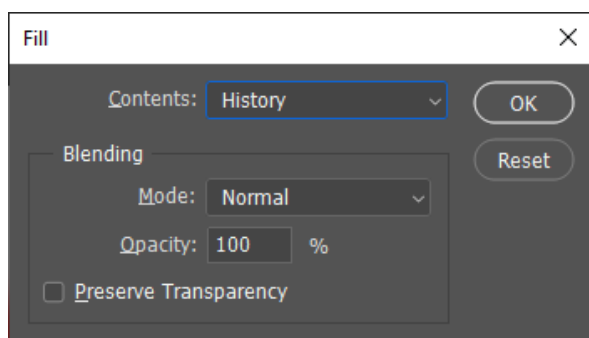 Fill
Contents: History
OK
Blending
Reset
Mode: Normal
Opacity: 100 %
Preserve Transparency